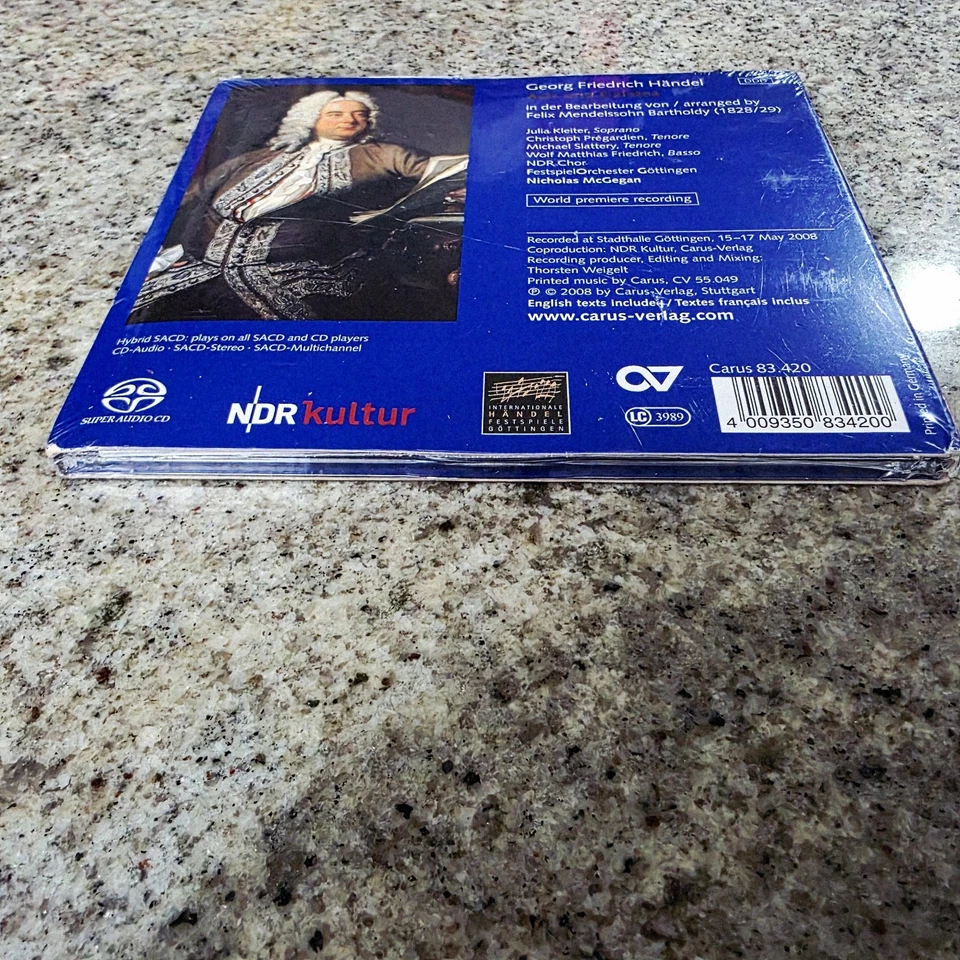 Georg Friedrich Händel
in der Bearbeitung von / arranged by
Felix Mendelssohn Bartholdy (1828/29)
Julia Kleiter, Soprano
Christoph Prégardien, Tenore
Michael Slattery, Tenore
Wolf Matthias Friedrich, Basso
NDR Chor
FestspielOrchester Göttingen
Nicholas McGegan
World premiere recording
Recorded at Stadthalle Göttingen, 15–17 May 2008
Coproduction: NDR Kultur, Carus-Verlag
Recording producer, Editing and Mixing:
Thorsten Weigelt
Printed music by Carus, CV 55.049
℗ © 2008 by Carus-Verlag, Stuttgart
English texts included / Textes français inclus
www.carus-verlag.com
Hybrid SACD: plays on all SACD and CD players
CD-Audio · SACD-Stereo · SACD-Multichannel
SUPER AUDIO CD
NDR kultur
INTERNATIONALE
HÄNDEL
FESTSPIELE
GÖTTINGEN
LC 3989
Carus 83.420
4 009350 834200
Printed in Germany